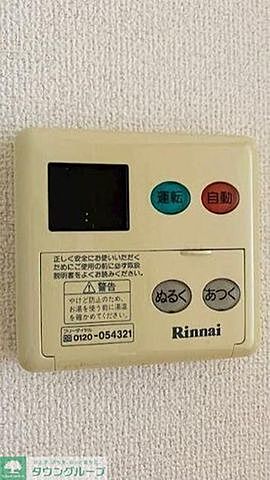 運転
自動
正しく安全にお使いいただく
ためにご使用の前に必ず取扱
説明書をよくお読みください。
警告
やけど防止のため、
お湯を使う前に湯温
を確かめてください。
フリーダイヤル
0120-054321
ぬるく
あつく
Rinnai
タウングループ